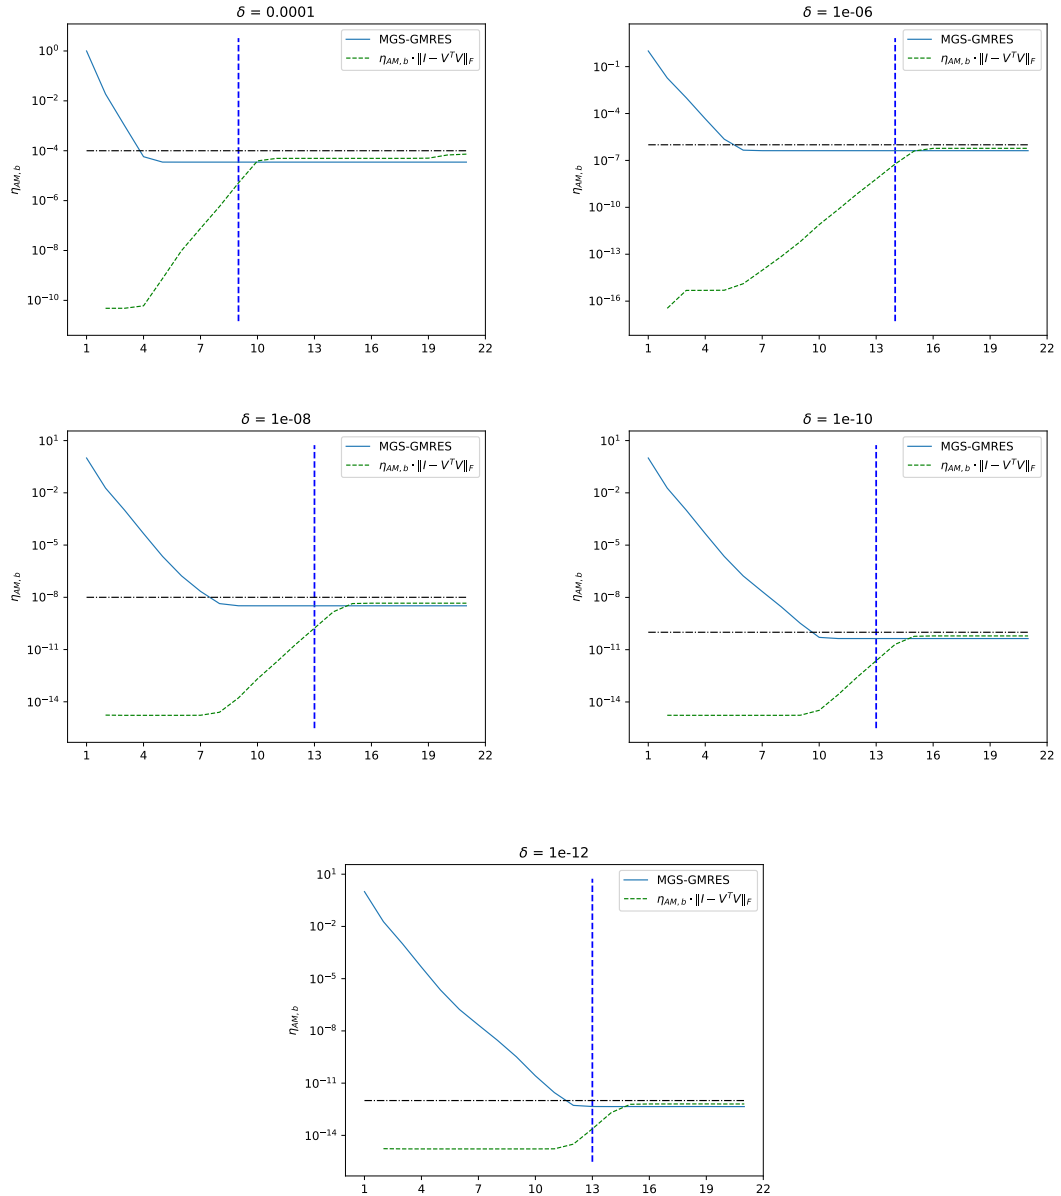 δ = 0.0001
MGS-GMRES
η_{AM,b} · ‖I − V^T V‖_F
10^0
10^{-2}
10^{-4}
10^{-6}
10^{-8}
10^{-10}
η_{AM,b}
1 4 7 10 13 16 19 22
δ = 1e-06
MGS-GMRES
η_{AM,b} · ‖I − V^T V‖_F
10^{-1}
10^{-4}
10^{-7}
10^{-10}
10^{-13}
10^{-16}
η_{AM,b}
1 4 7 10 13 16 19 22
δ = 1e-08
MGS-GMRES
η_{AM,b} · ‖I − V^T V‖_F
10^1
10^{-2}
10^{-5}
10^{-8}
10^{-11}
10^{-14}
η_{AM,b}
1 4 7 10 13 16 19 22
δ = 1e-10
MGS-GMRES
η_{AM,b} · ‖I − V^T V‖_F
10^1
10^{-2}
10^{-5}
10^{-8}
10^{-11}
10^{-14}
η_{AM,b}
1 4 7 10 13 16 19 22
δ = 1e-12
MGS-GMRES
η_{AM,b} · ‖I − V^T V‖_F
10^1
10^{-2}
10^{-5}
10^{-8}
10^{-11}
10^{-14}
η_{AM,b}
1 4 7 10 13 16 19 22